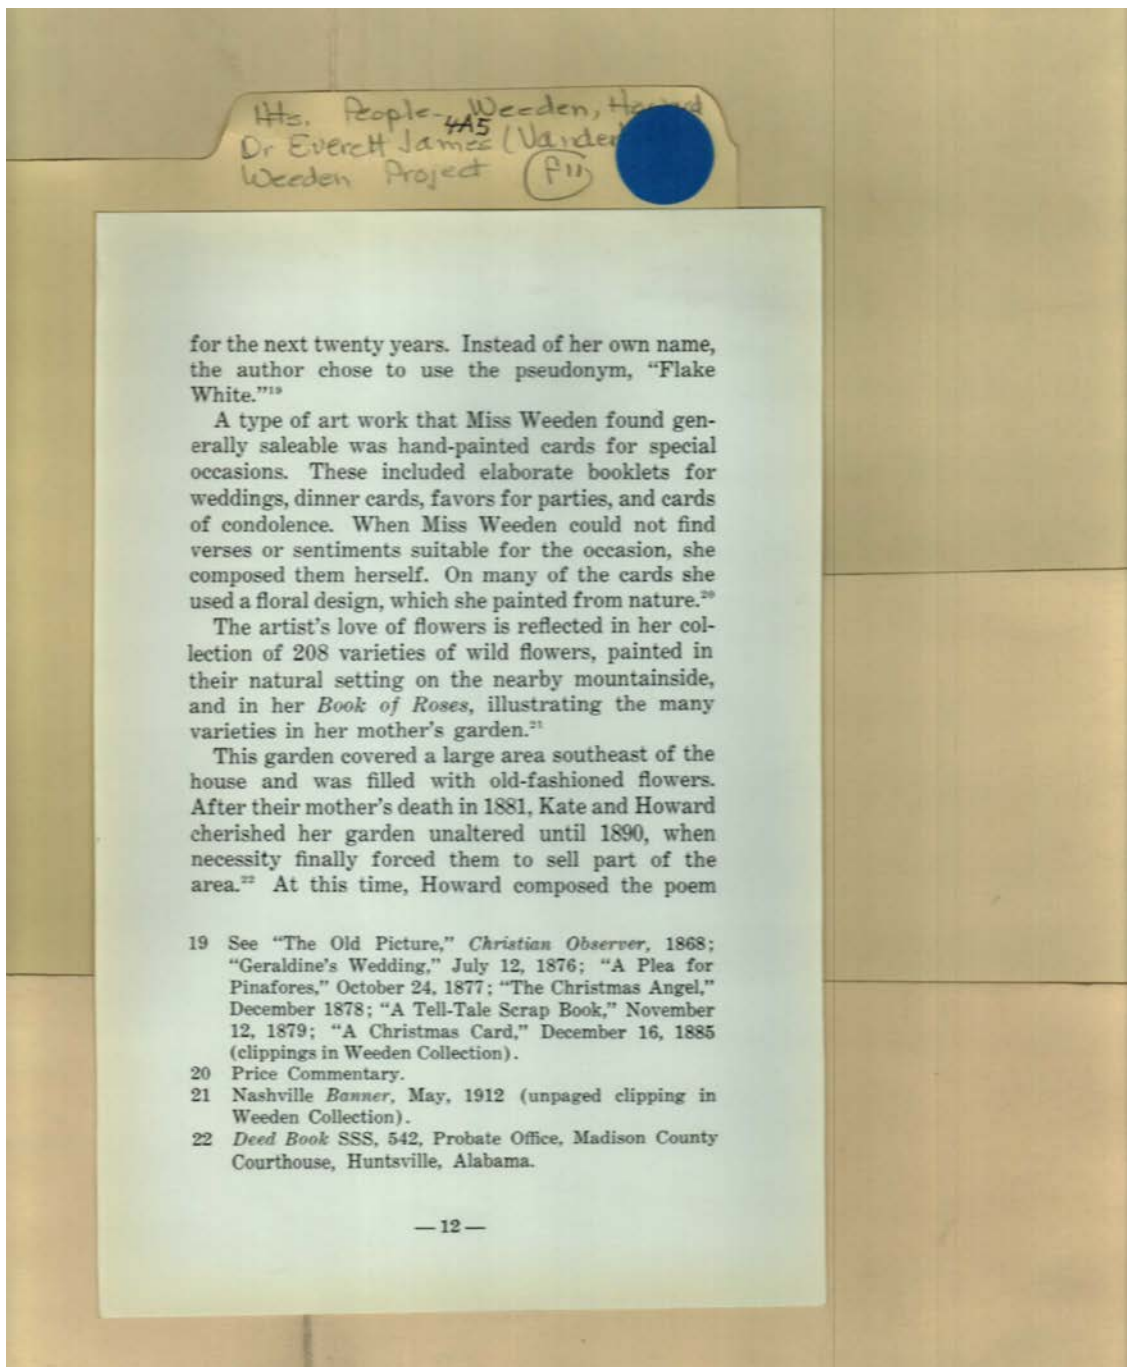 Hts. People - Weeden, Howard
4A5
Dr Everett James (Vander
Weeden Project f11
for the next twenty years. Instead of her own name,
the author chose to use the pseudonym, “Flake
White.”¹⁹
A type of art work that Miss Weeden found gen-
erally saleable was hand-painted cards for special
occasions. These included elaborate booklets for
weddings, dinner cards, favors for parties, and cards
of condolence. When Miss Weeden could not find
verses or sentiments suitable for the occasion, she
composed them herself. On many of the cards she
used a floral design, which she painted from nature.²⁰
The artist’s love of flowers is reflected in her col-
lection of 208 varieties of wild flowers, painted in
their natural setting on the nearby mountainside,
and in her Book of Roses, illustrating the many
varieties in her mother’s garden.²¹
This garden covered a large area southeast of the
house and was filled with old-fashioned flowers.
After their mother’s death in 1881, Kate and Howard
cherished her garden unaltered until 1890, when
necessity finally forced them to sell part of the
area.²² At this time, Howard composed the poem
19 See “The Old Picture,” Christian Observer, 1868;
“Geraldine’s Wedding,” July 12, 1876; “A Plea for
Pinafores,” October 24, 1877; “The Christmas Angel,”
December 1878; “A Tell-Tale Scrap Book,” November
12, 1879; “A Christmas Card,” December 16, 1885
(clippings in Weeden Collection).
20 Price Commentary.
21 Nashville Banner, May, 1912 (unpaged clipping in
Weeden Collection).
22 Deed Book SSS, 542, Probate Office, Madison County
Courthouse, Huntsville, Alabama.
—12—